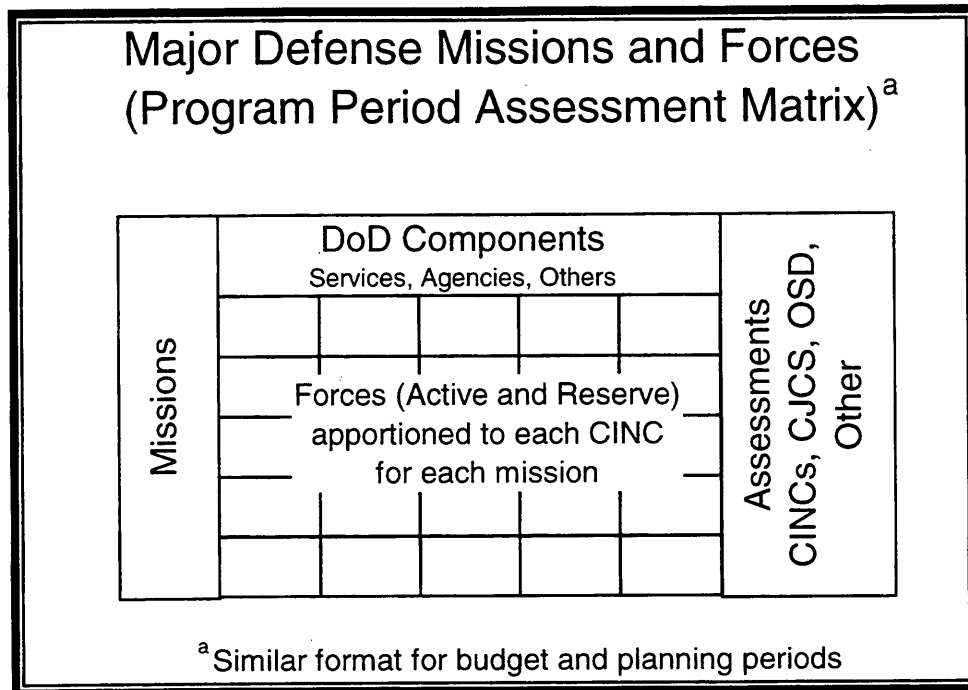 Major Defense Missions and Forces
(Program Period Assessment Matrix)ᵃ
Missions
DoD Components
Services, Agencies, Others
Forces (Active and Reserve)
apportioned to each CINC
for each mission
Assessments
CINCs, CJCS, OSD,
Other
ᵃ Similar format for budget and planning periods